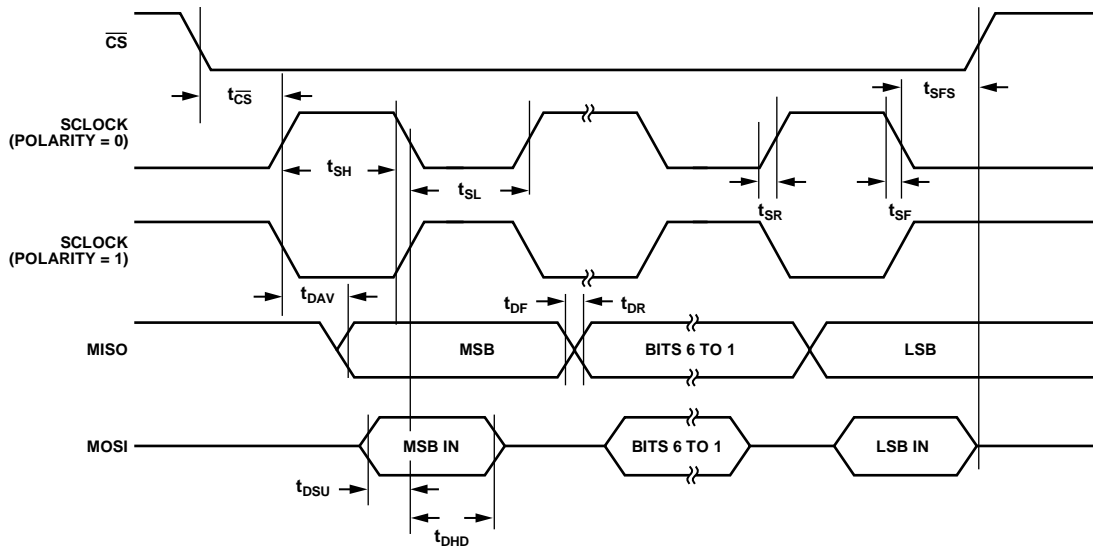 CS
tCS
tSFS
SCLOCK
(POLARITY = 0)
tSH
tSL
tSR
tSF
SCLOCK
(POLARITY = 1)
tDAV
tDF
tDR
MISO
MSB
BITS 6 TO 1
LSB
MOSI
MSB IN
BITS 6 TO 1
LSB IN
tDSU
tDHD